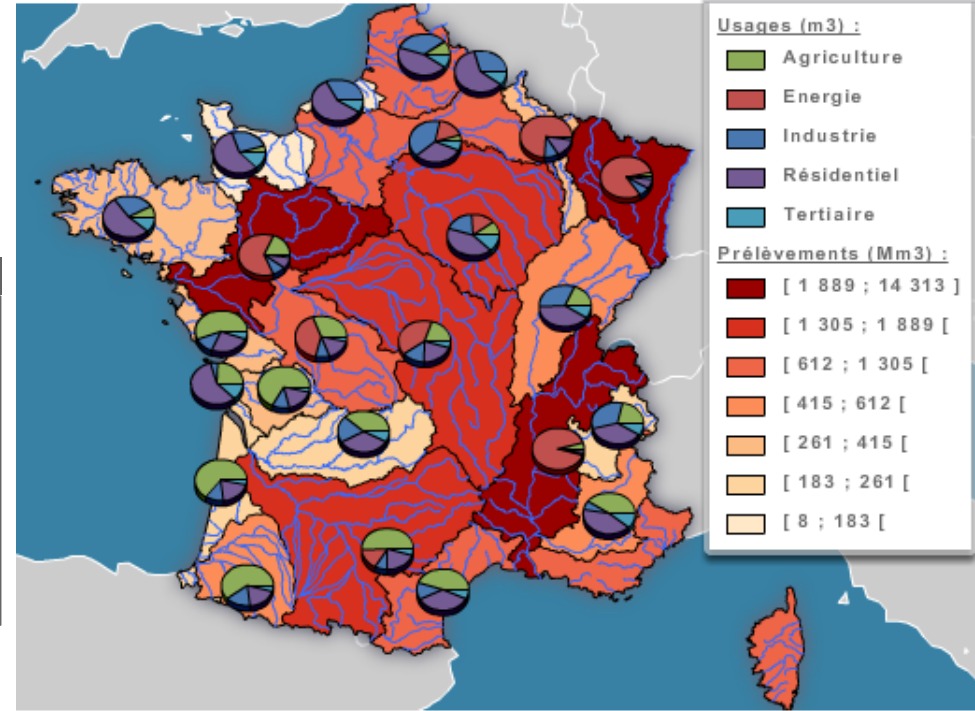 Usages (m3) :
Agriculture
Energie
Industrie
Résidentiel
Tertiaire
Prélèvements (Mm3) :
[ 1 889 ; 14 313 ]
[ 1 305 ; 1 889 [
[ 612 ; 1 305 [
[ 415 ; 612 [
[ 261 ; 415 [
[ 183 ; 261 [
[ 8 ; 183 [